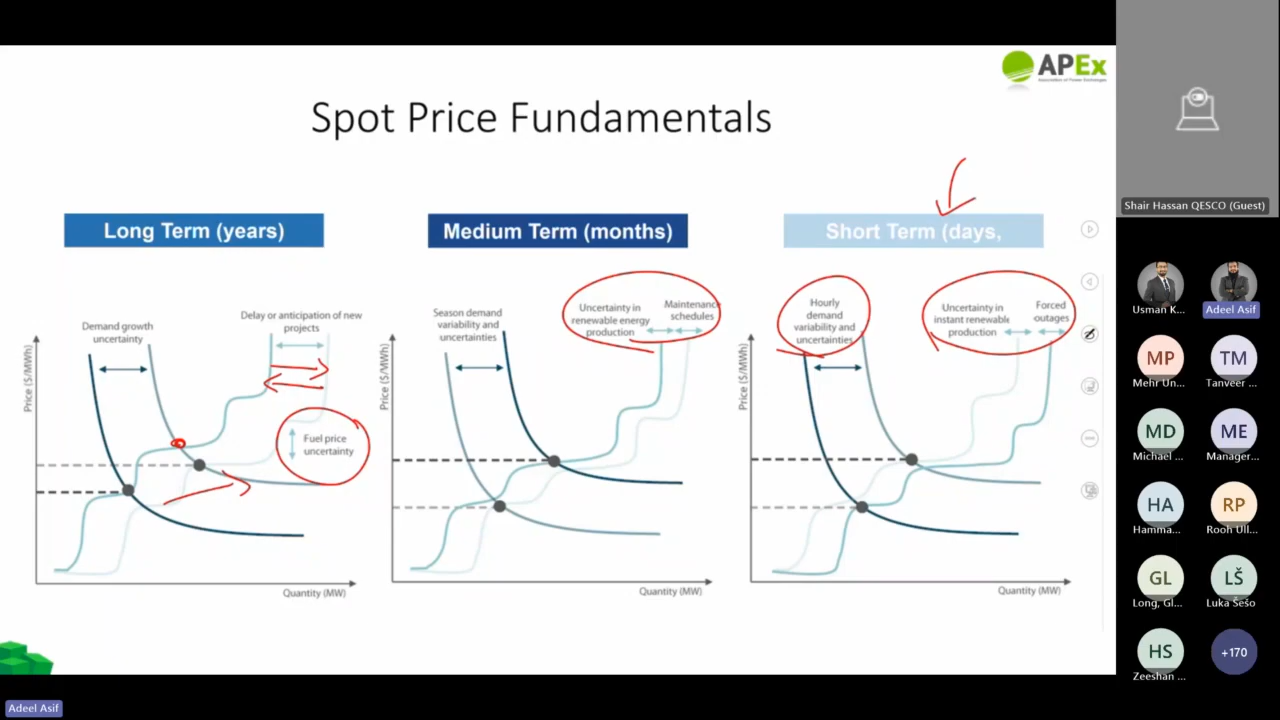 APEx
Association of Power Exchanges
Spot Price Fundamentals
Long Term (years)
Medium Term (months)
Short Term (days,
Demand growth
uncertainty
Delay or anticipation of new
projects
Fuel price
uncertainty
Price ($/MWh)
Quantity (MW)
Season demand
variability and
uncertainties
Uncertainty in
renewable energy
production
Maintenance
schedules
Price ($/MWh)
Quantity (MW)
Hourly
demand
variability and
uncertainties
Uncertainty in
instant renewable
production
Forced
outages
Price ($/MWh)
Quantity (MW)
Shair Hassan QESCO (Guest)
Usman K...
Adeel Asif
MP
Mehr Un...
TM
Tanveer ...
MD
Michael ...
ME
Manager...
HA
Hamma...
RP
Rooh Ull...
GL
Long, Gl...
LŠ
Luka Šešo
HS
Zeeshan ...
+170
Adeel Asif